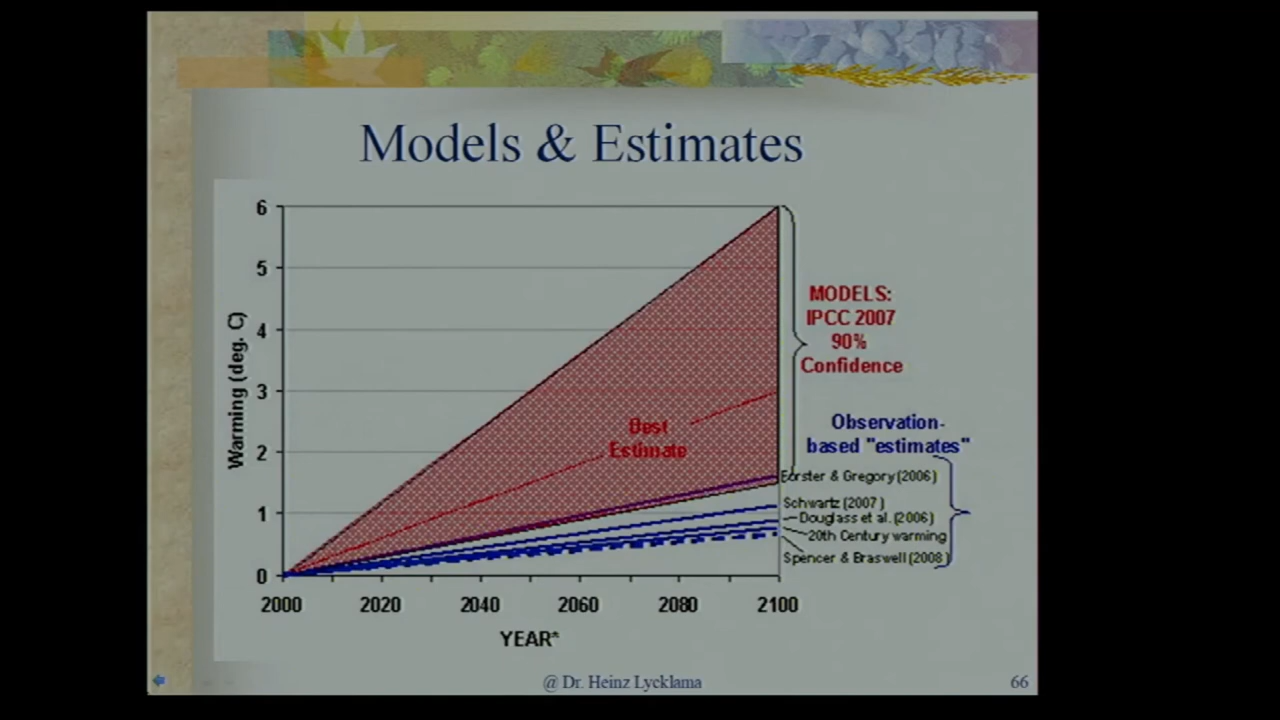 Models & Estimates
6
5
4
3
2
1
0
Warming (deg. C)
2000
2020
2040
2060
2080
2100
YEAR*
Best
Estimate
MODELS:
IPCC 2007
90%
Confidence
Observation-
based "estimates"
Forster & Gregory (2006)
Schwartz (2007)
Douglass et al. (2006)
20th Century warming
Spencer & Braswell (2008)
@ Dr. Heinz Lycklama
66